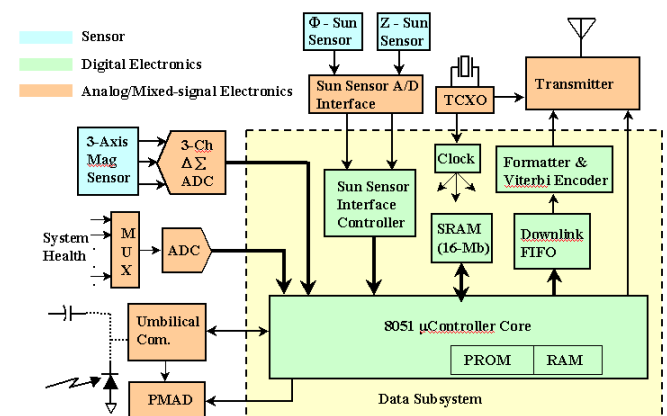 Sensor
Digital Electronics
Analog/Mixed-signal Electronics
Φ - Sun
Sensor
Z - Sun
Sensor
Sun Sensor A/D
Interface
TCXO
Transmitter
3-Axis
Mag
Sensor
3-Ch
Δ Σ
ADC
Sun Sensor
Interface
Controller
Clock
Formatter &
Viterbi Encoder
System
Health
M
U
X
ADC
SRAM
(16-Mb)
Downlink
FIFO
Umbilical
Com.
8051 μController Core
PROM
RAM
PMAD
Data Subsystem